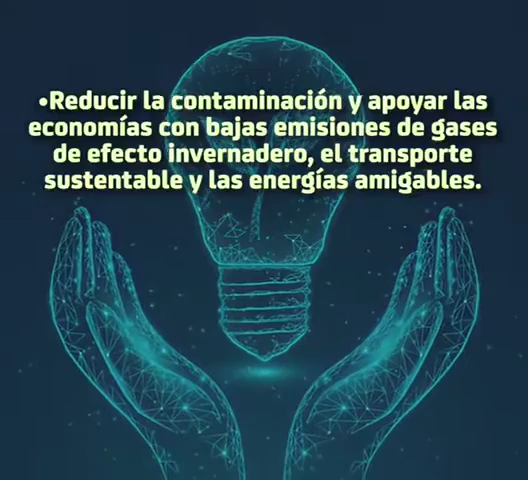 •Reducir la contaminación y apoyar las
economías con bajas emisiones de gases
de efecto invernadero, el transporte
sustentable y las energías amigables.